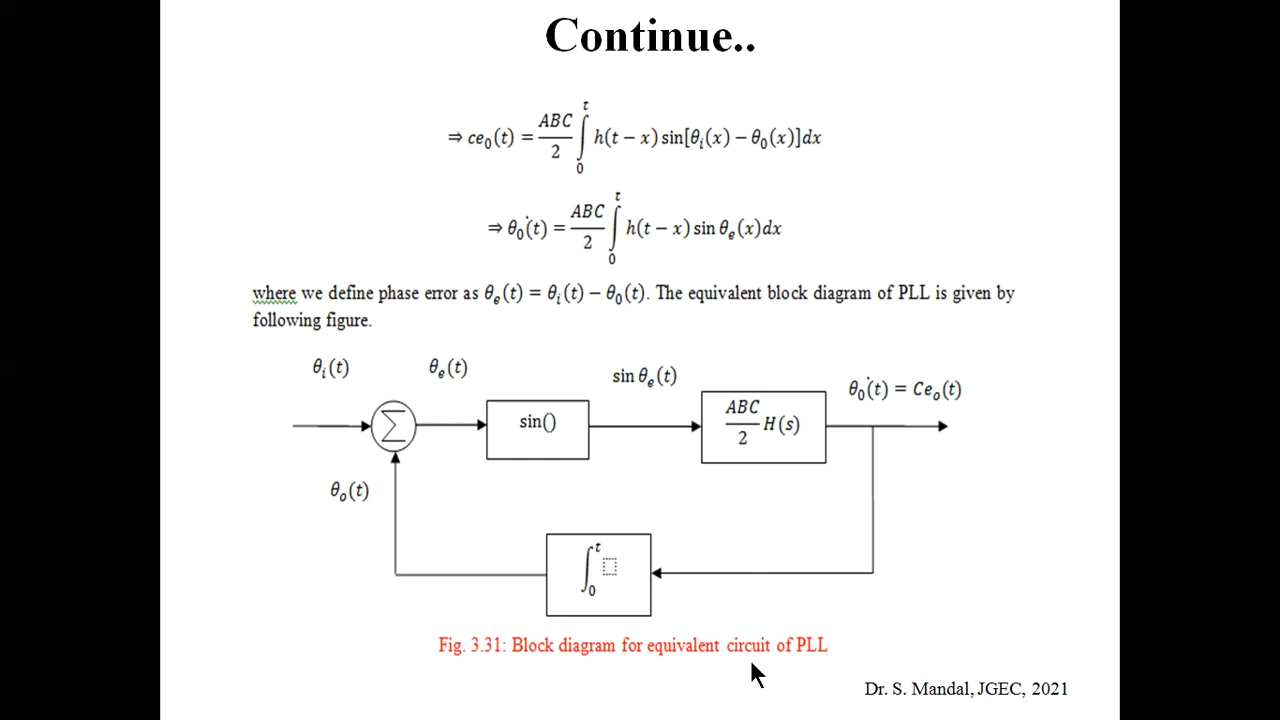 Continue..
⇒ ce₀(t) = ABC/2 ∫₀ᵗ h(t − x) sin[θᵢ(x) − θ₀(x)]dx
⇒ θ̇₀(t) = ABC/2 ∫₀ᵗ h(t − x) sin θₑ(x)dx
where we define phase error as θₑ(t) = θᵢ(t) − θ₀(t). The equivalent block diagram of PLL is given by
following figure.
θᵢ(t)
θₑ(t)
sin θₑ(t)
θ̇₀(t) = Ceₒ(t)
∑
sin()
ABC/2 H(s)
θₒ(t)
∫₀ᵗ
Fig. 3.31: Block diagram for equivalent circuit of PLL
Dr. S. Mandal, JGEC, 2021